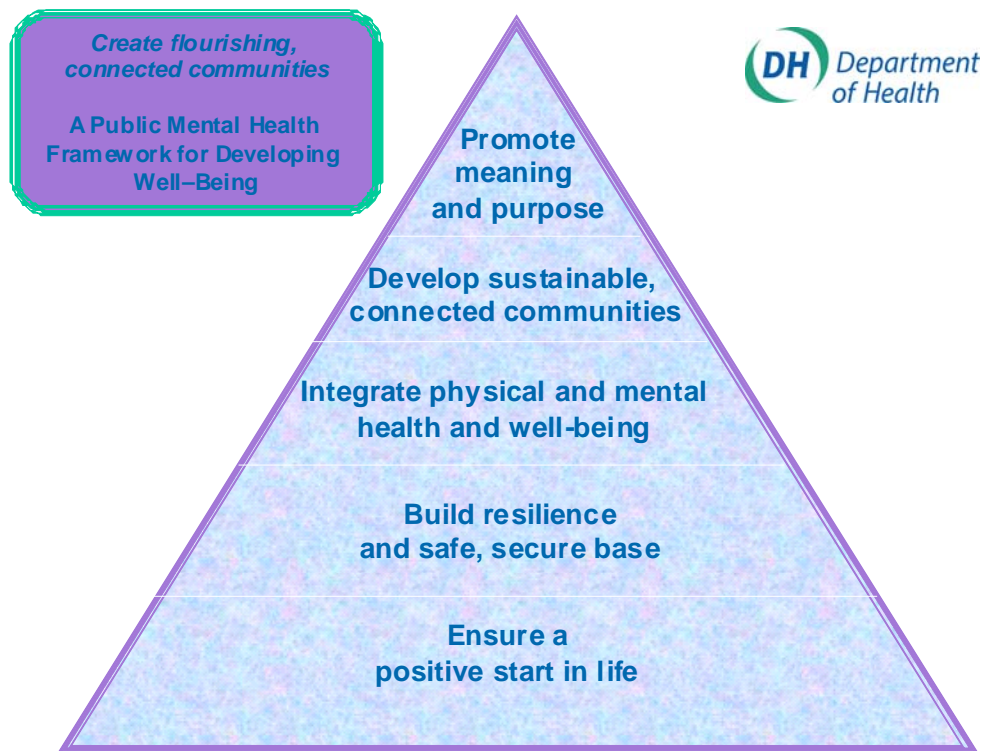 Create flourishing,
connected communities
A Public Mental Health
Framework for Developing
Well–Being
DH Department
of Health
Promote
meaning
and purpose
Develop sustainable,
connected communities
Integrate physical and mental
health and well-being
Build resilience
and safe, secure base
Ensure a
positive start in life